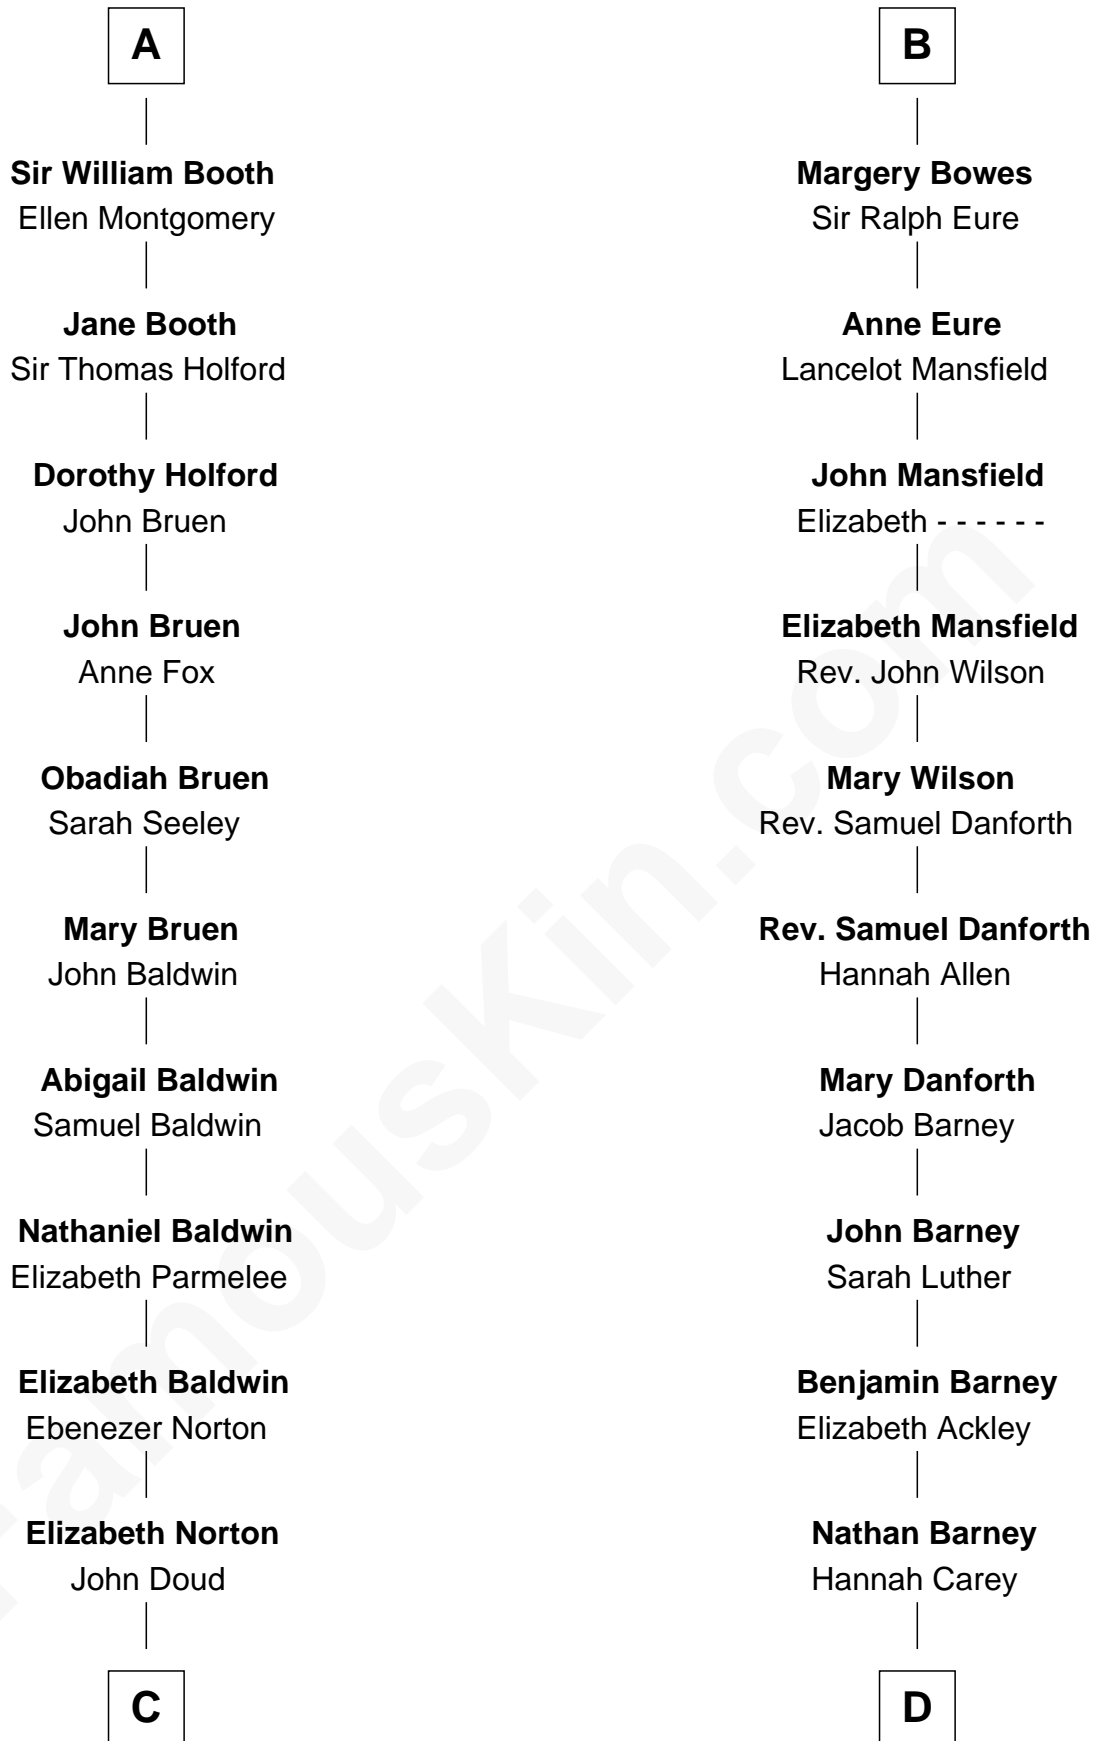 A
Sir William Booth
Ellen Montgomery
Jane Booth
Sir Thomas Holford
Dorothy Holford
John Bruen
John Bruen
Anne Fox
Obadiah Bruen
Sarah Seeley
Mary Bruen
John Baldwin
Abigail Baldwin
Samuel Baldwin
Nathaniel Baldwin
Elizabeth Parmelee
Elizabeth Baldwin
Ebenezer Norton
Elizabeth Norton
John Doud
C
B
Margery Bowes
Sir Ralph Eure
Anne Eure
Lancelot Mansfield
John Mansfield
Elizabeth - - - - - -
Elizabeth Mansfield
Rev. John Wilson
Mary Wilson
Rev. Samuel Danforth
Rev. Samuel Danforth
Hannah Allen
Mary Danforth
Jacob Barney
John Barney
Sarah Luther
Benjamin Barney
Elizabeth Ackley
Nathan Barney
Hannah Carey
D
FamousKin.com